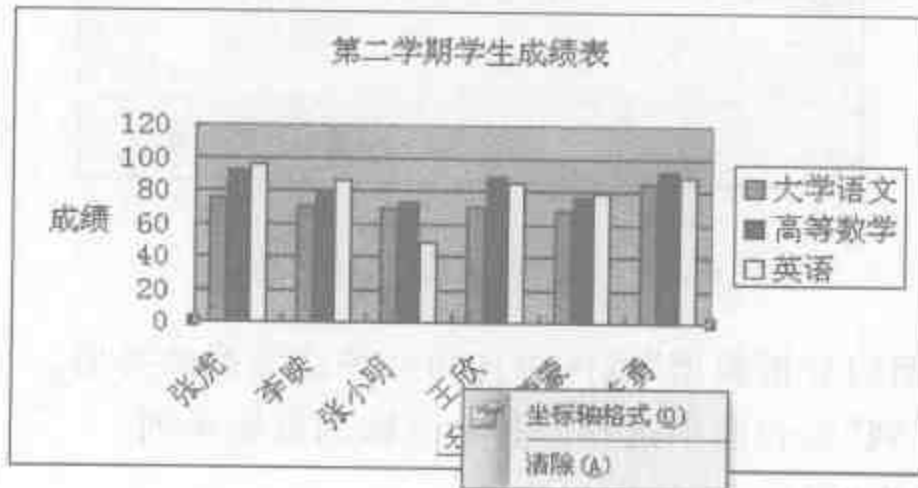 第二学期学生成绩表
120
100
80
60
40
20
0
成绩
大学语文
高等数学
英语
张虎
李映
张小明
王欣
坐标轴格式(O)
清除(A)